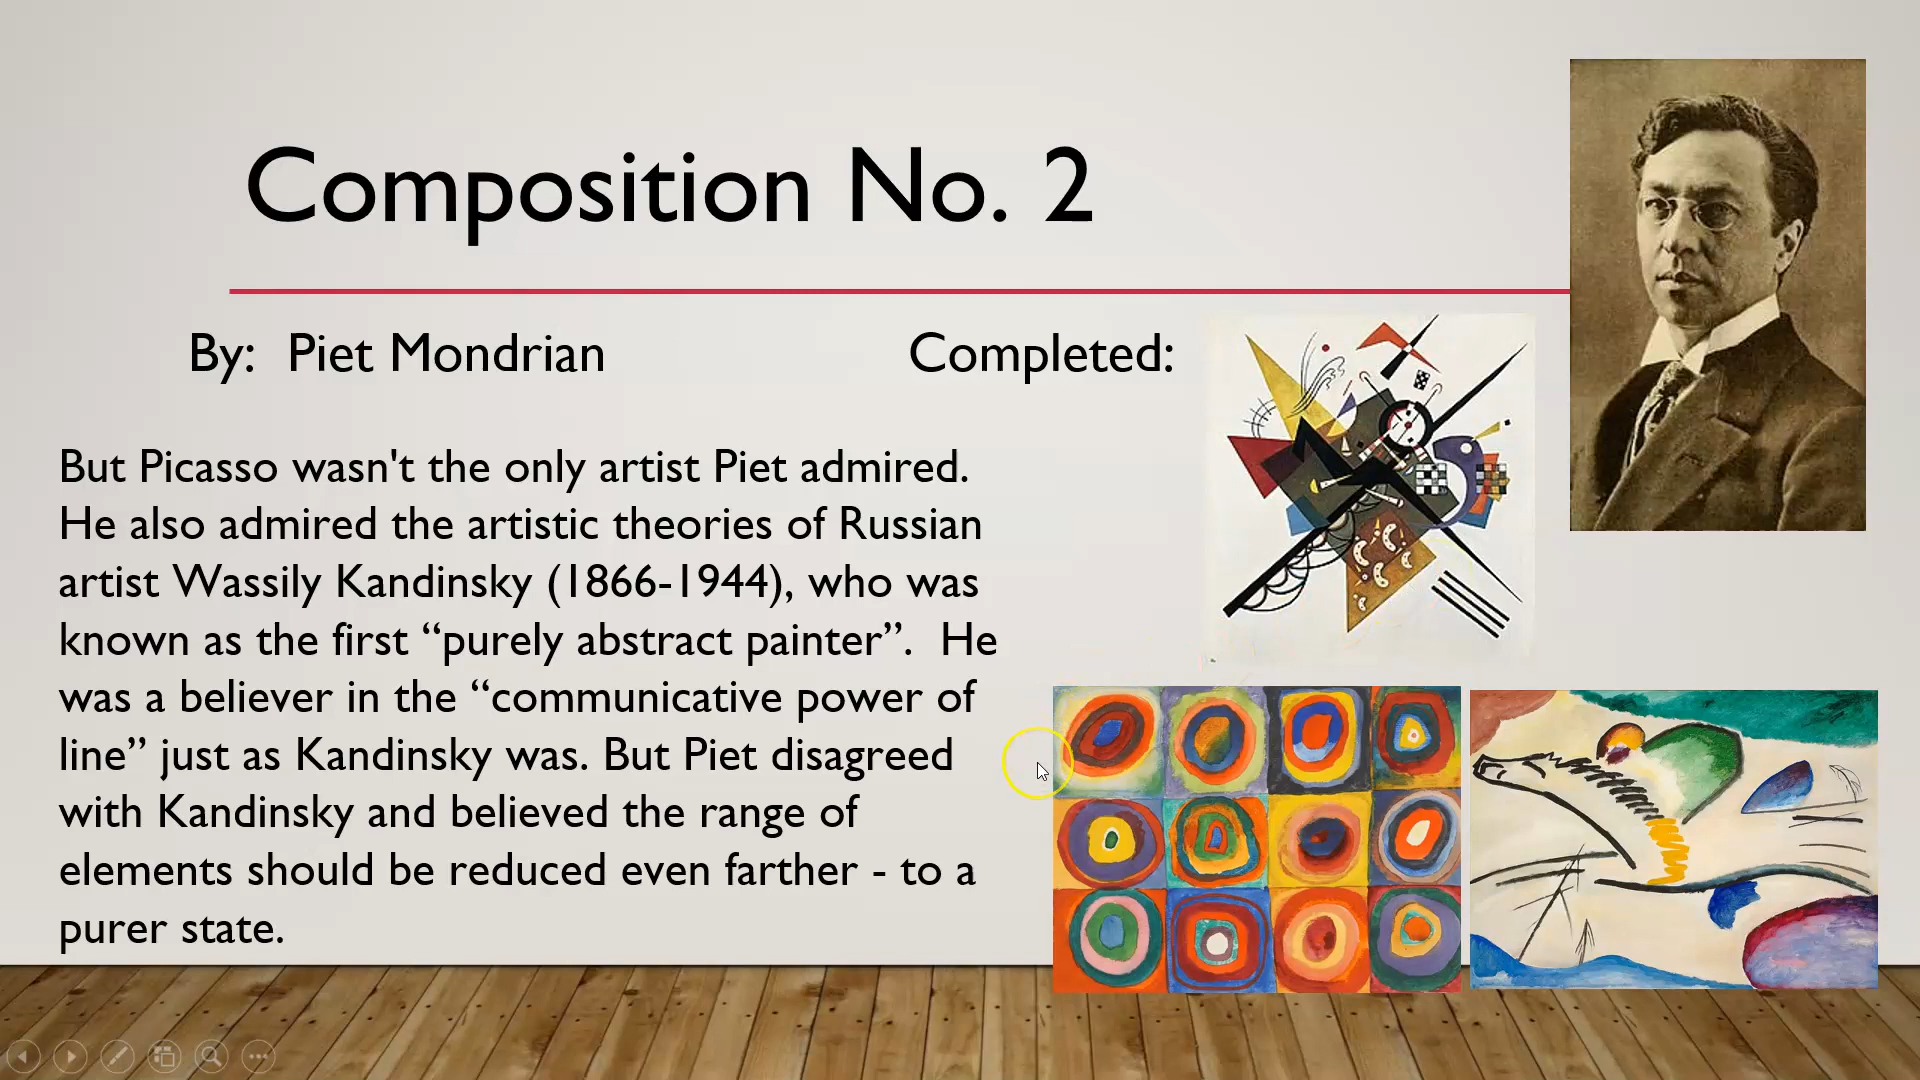 Composition No. 2
By: Piet Mondrian
Completed:
But Picasso wasn't the only artist Piet admired.
He also admired the artistic theories of Russian
artist Wassily Kandinsky (1866-1944), who was
known as the first “purely abstract painter”. He
was a believer in the “communicative power of
line” just as Kandinsky was. But Piet disagreed
with Kandinsky and believed the range of
elements should be reduced even farther - to a
purer state.